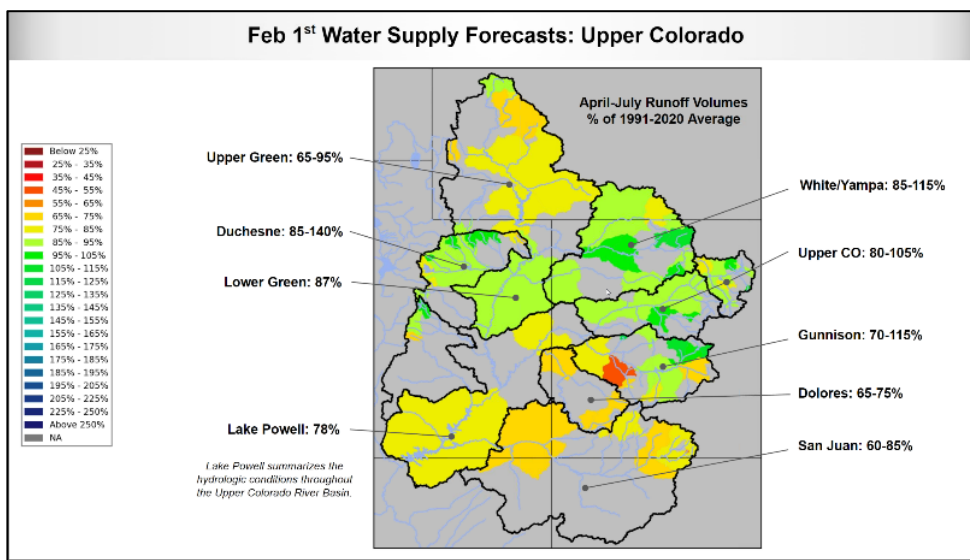 Feb 1st Water Supply Forecasts: Upper Colorado
April-July Runoff Volumes
% of 1991-2020 Average
Below 25%
25% - 35%
35% - 45%
45% - 55%
55% - 65%
65% - 75%
75% - 85%
85% - 95%
95% - 105%
105% - 115%
115% - 125%
125% - 135%
135% - 145%
145% - 155%
155% - 165%
165% - 175%
175% - 185%
185% - 195%
195% - 205%
205% - 225%
225% - 250%
Above 250%
NA
Upper Green: 65-95%
Duchesne: 85-140%
Lower Green: 87%
Lake Powell: 78%
Lake Powell summarizes the
hydrologic conditions throughout
the Upper Colorado River Basin.
White/Yampa: 85-115%
Upper CO: 80-105%
Gunnison: 70-115%
Dolores: 65-75%
San Juan: 60-85%